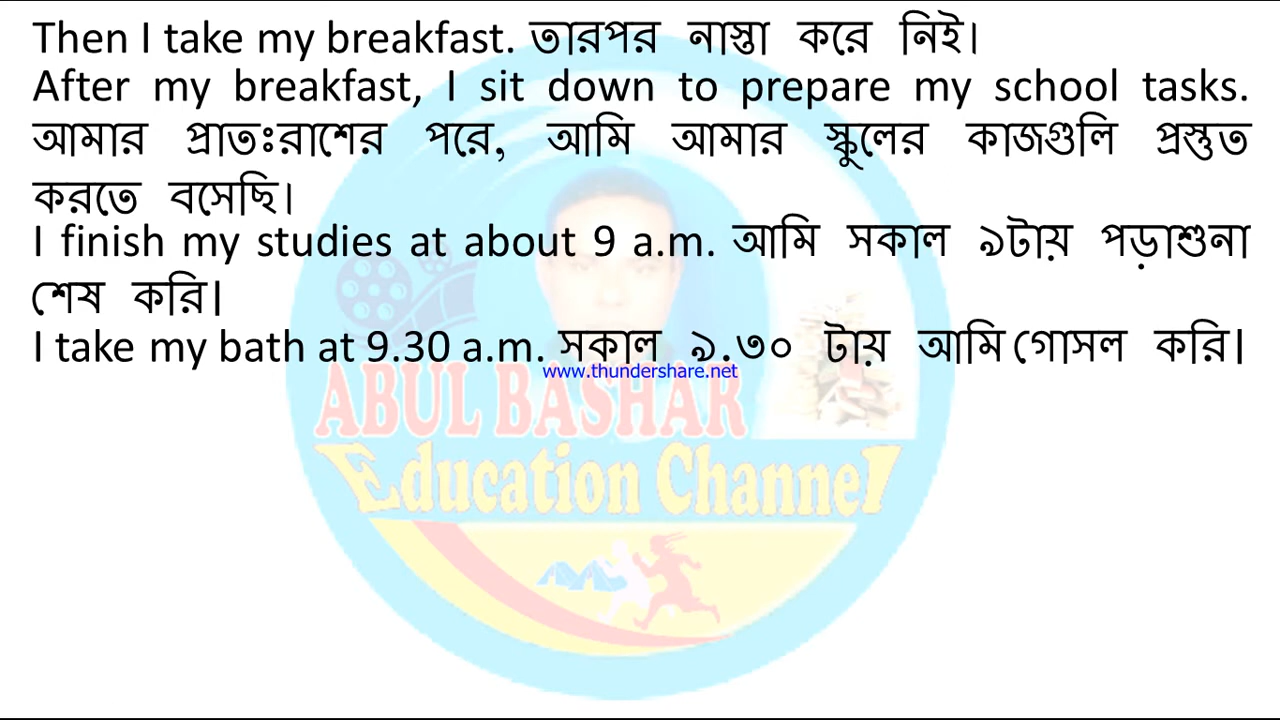 Then I take my breakfast. তারপর নাস্তা করে নিই।
After my breakfast, I sit down to prepare my school tasks.
আমার প্রাতঃরাশের পরে, আমি আমার স্কুলের কাজগুলি প্রস্তুত
করতে বসেছি।
I finish my studies at about 9 a.m. আমি সকাল ৯টায় পড়াশুনা
শেষ করি।
I take my bath at 9.30 a.m. সকাল ৯.৩০ টায় আমি গোসল করি।
www.thundershare.net
ABUL BASHAR
Education Channel